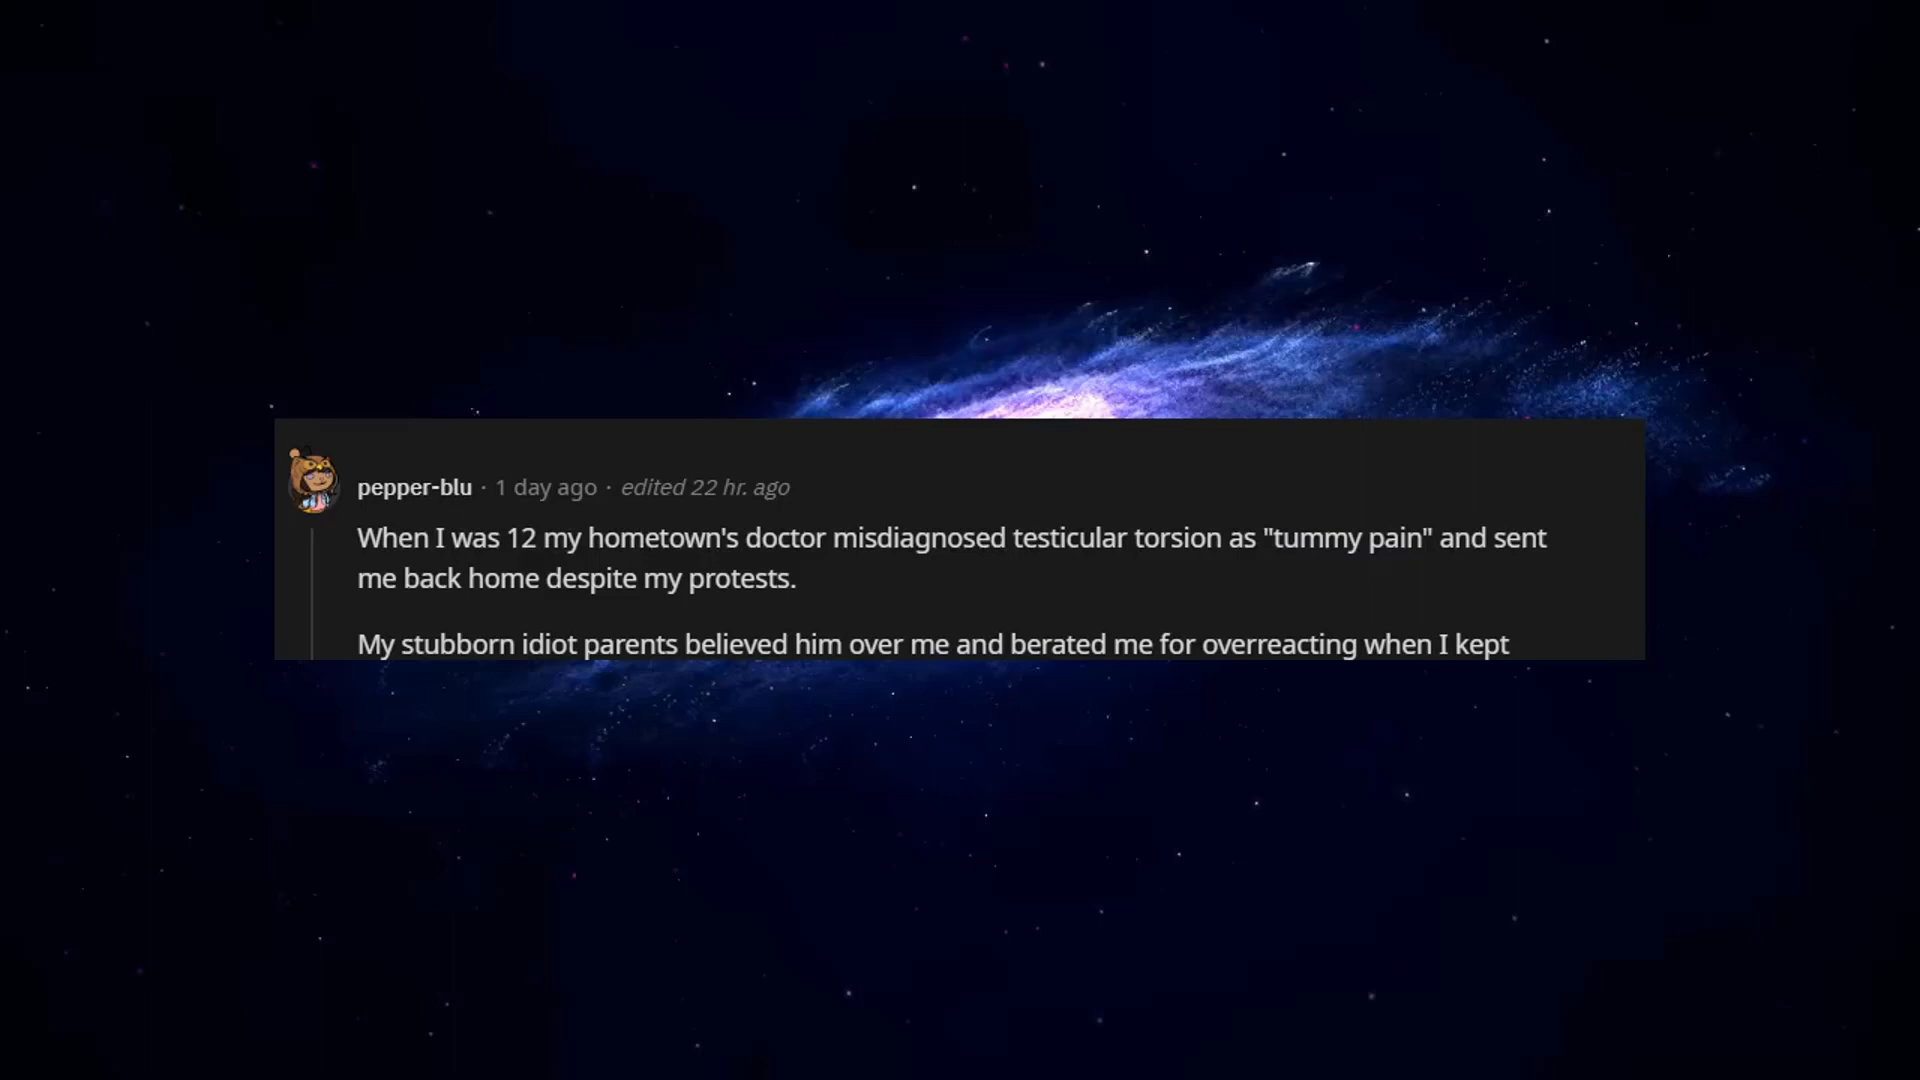 pepper-blu · 1 day ago · edited 22 hr. ago
When I was 12 my hometown's doctor misdiagnosed testicular torsion as "tummy pain" and sent
me back home despite my protests.
My stubborn idiot parents believed him over me and berated me for overreacting when I kept